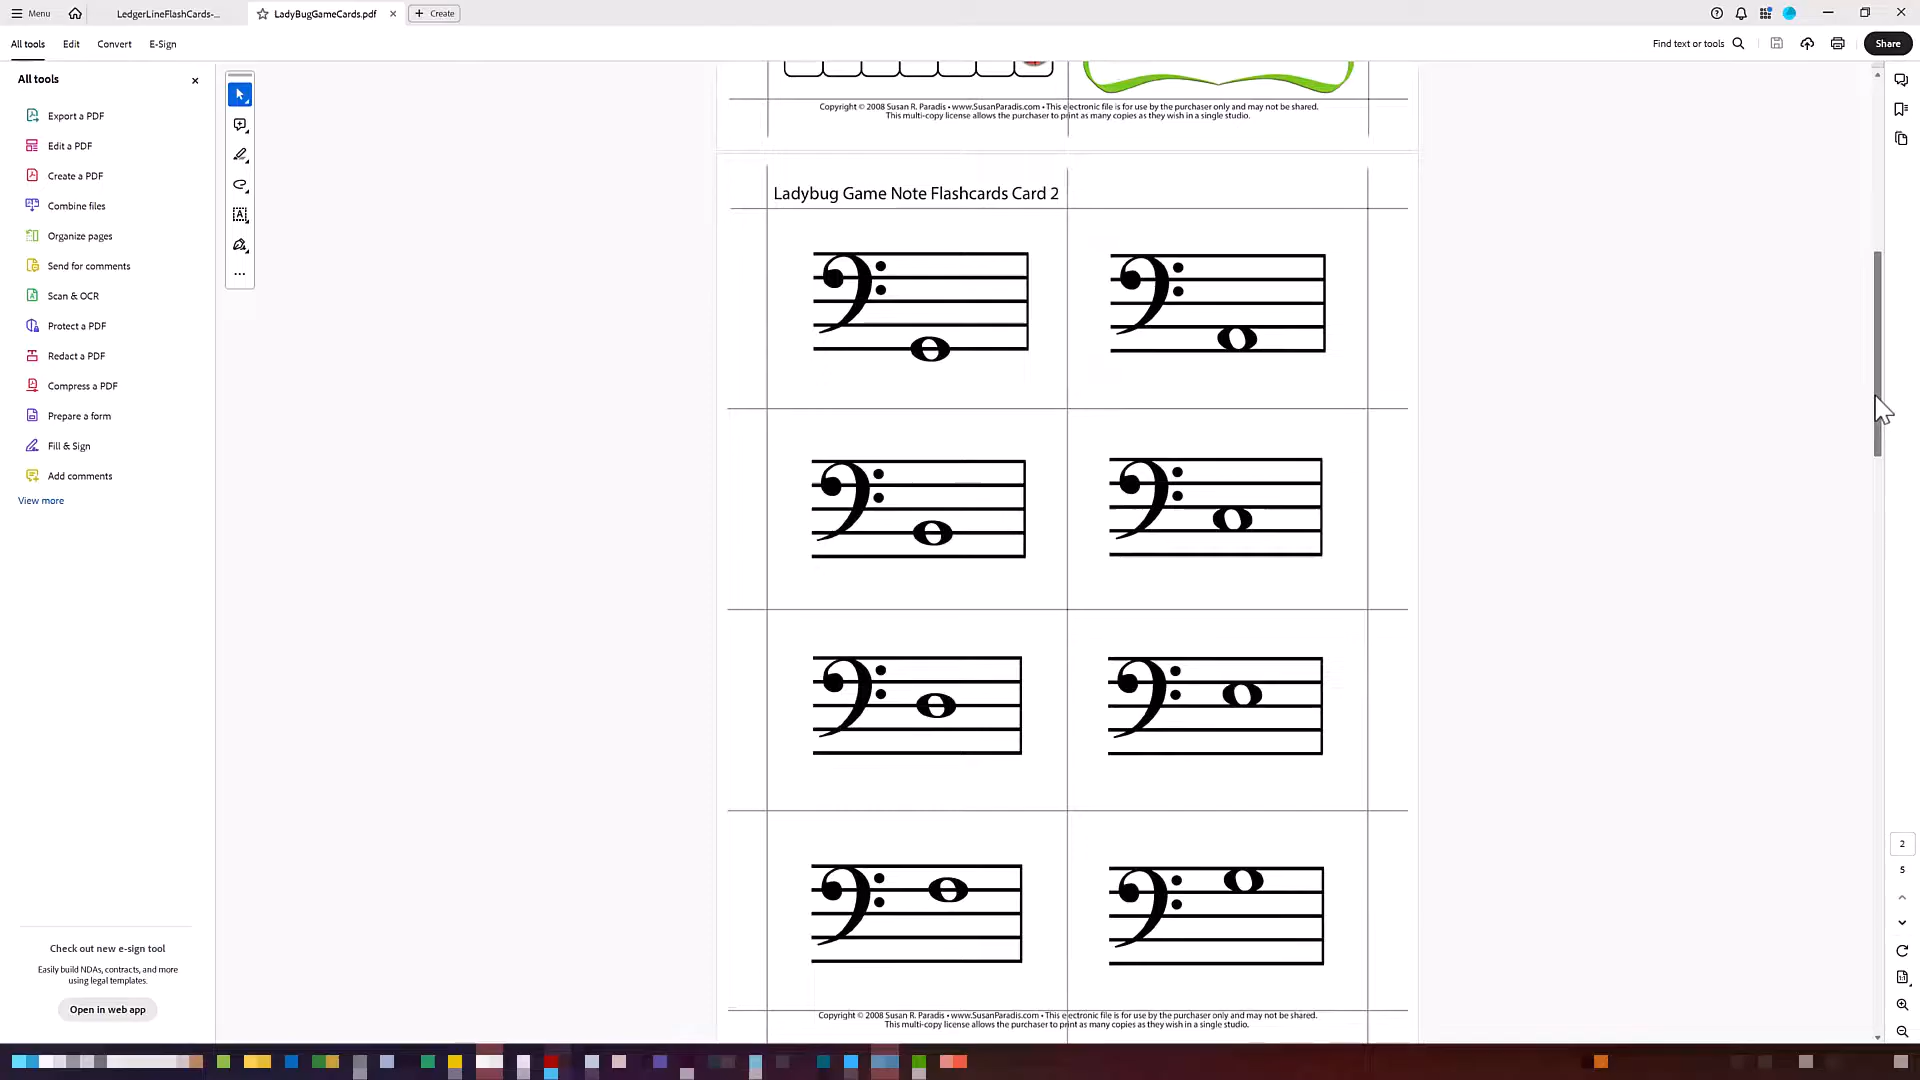 Menu
LedgerLineFlashCards-...
LadyBugGameCards.pdf
Create
All tools
Edit
Convert
E-Sign
Find text or tools
Share
All tools
Export a PDF
Edit a PDF
Create a PDF
Combine files
Organize pages
Send for comments
Scan & OCR
Protect a PDF
Redact a PDF
Compress a PDF
Prepare a form
Fill & Sign
Add comments
View more
Copyright © 2008 Susan R. Paradis • www.SusanParadis.com • This electronic file is for use by the purchaser only and may not be shared.
This multi-copy license allows the purchaser to print as many copies as they wish in a single studio.
Ladybug Game Note Flashcards Card 2
Copyright © 2008 Susan R. Paradis • www.SusanParadis.com • This electronic file is for use by the purchaser only and may not be shared.
This multi-copy license allows the purchaser to print as many copies as they wish in a single studio.
2
5
Check out new e-sign tool
Easily build NDAs, contracts, and more
using legal templates.
Open in web app